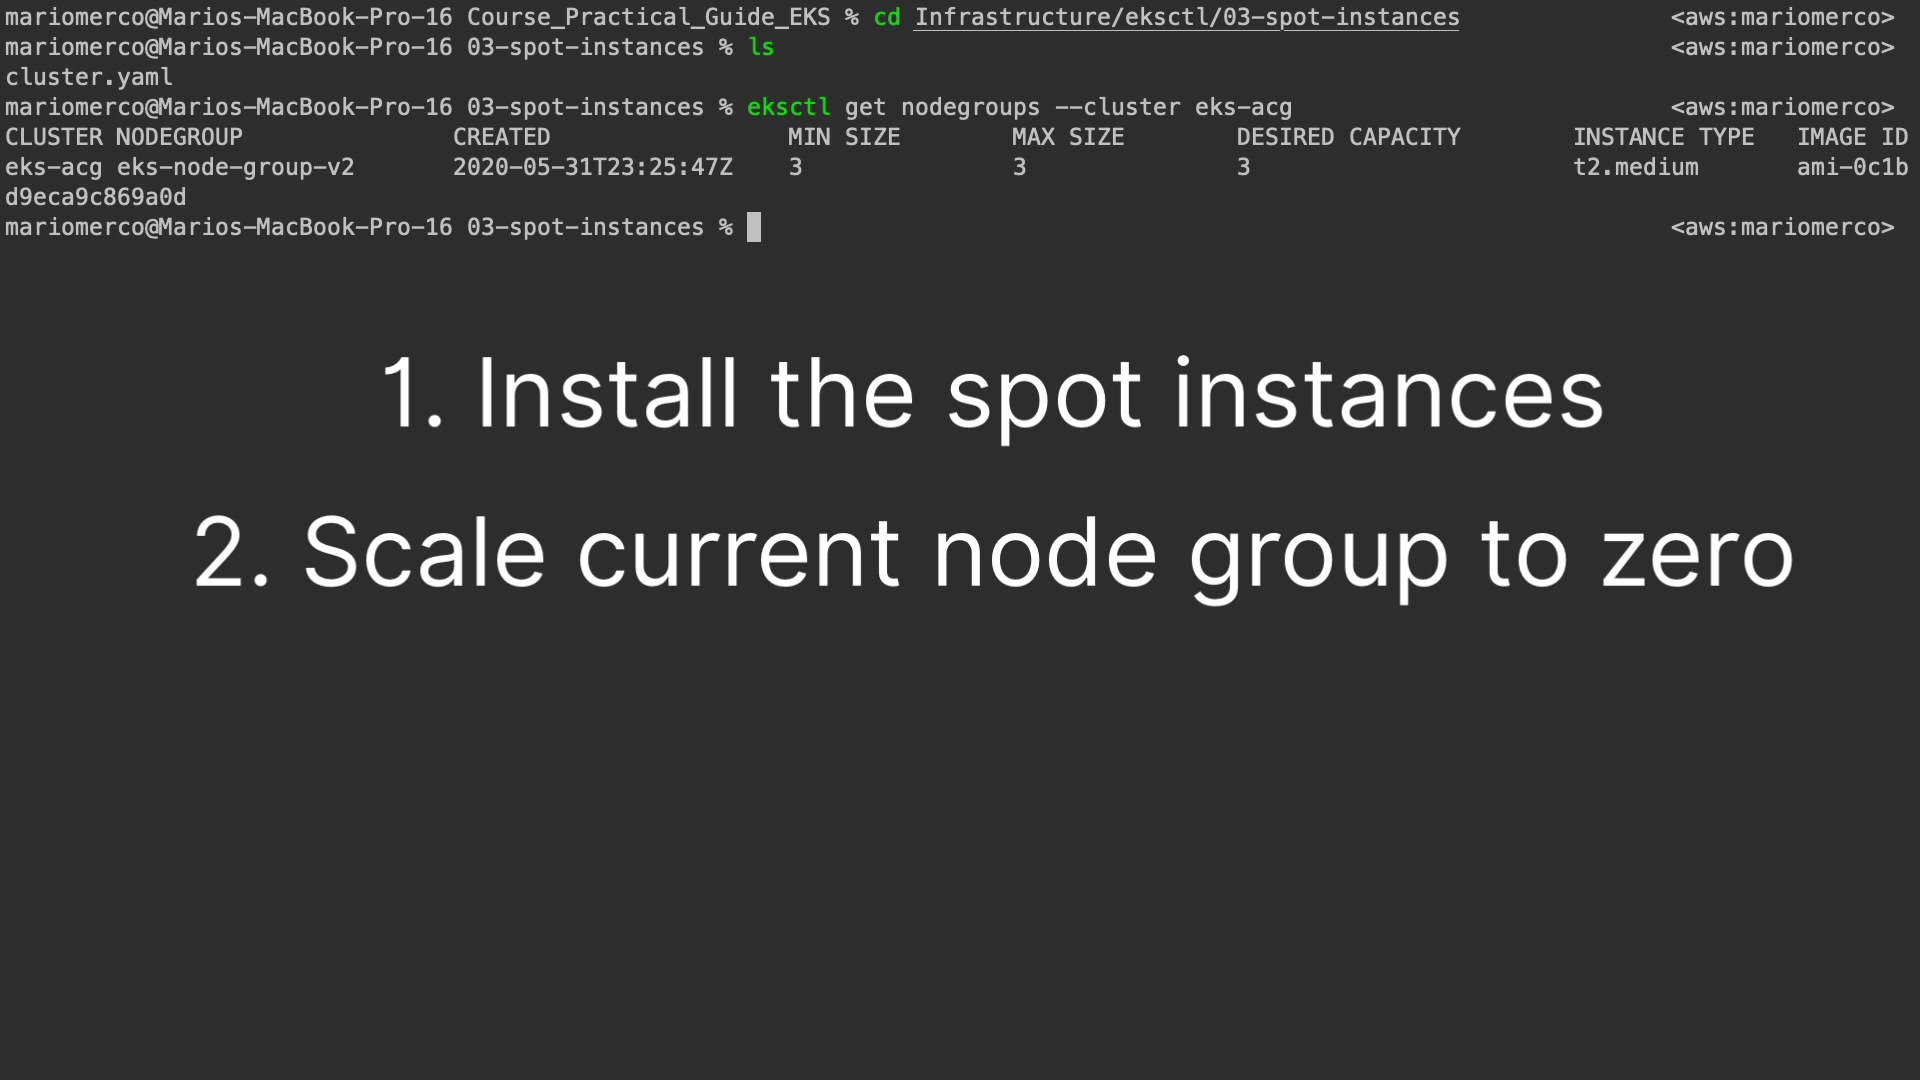 mariomerco@Marios-MacBook-Pro-16 Course_Practical_Guide_EKS % cd Infrastructure/eksctl/03-spot-instances <aws:mariomerco>
mariomerco@Marios-MacBook-Pro-16 03-spot-instances % ls <aws:mariomerco>
cluster.yaml
mariomerco@Marios-MacBook-Pro-16 03-spot-instances % eksctl get nodegroups --cluster eks-acg <aws:mariomerco>
CLUSTER NODEGROUP CREATED MIN SIZE MAX SIZE DESIRED CAPACITY INSTANCE TYPE IMAGE ID
eks-acg eks-node-group-v2 2020-05-31T23:25:47Z 3 3 3 t2.medium ami-0c1b
d9eca9c869a0d
mariomerco@Marios-MacBook-Pro-16 03-spot-instances % <aws:mariomerco>
1. Install the spot instances
2. Scale current node group to zero